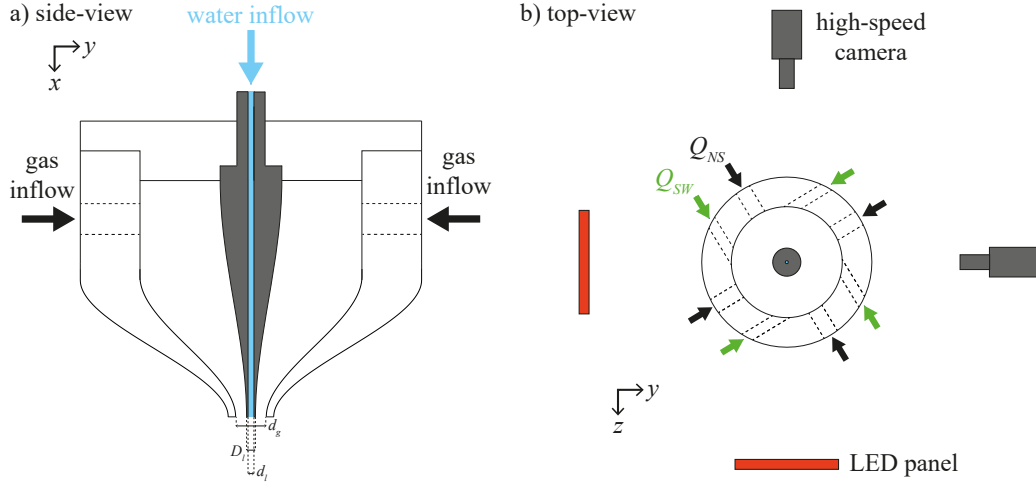 a) side-view
water inflow
y
x
gas
inflow
gas
inflow
d_g
D_l
d_l
b) top-view
high-speed
camera
Q_NS
Q_SW
y
z
LED panel